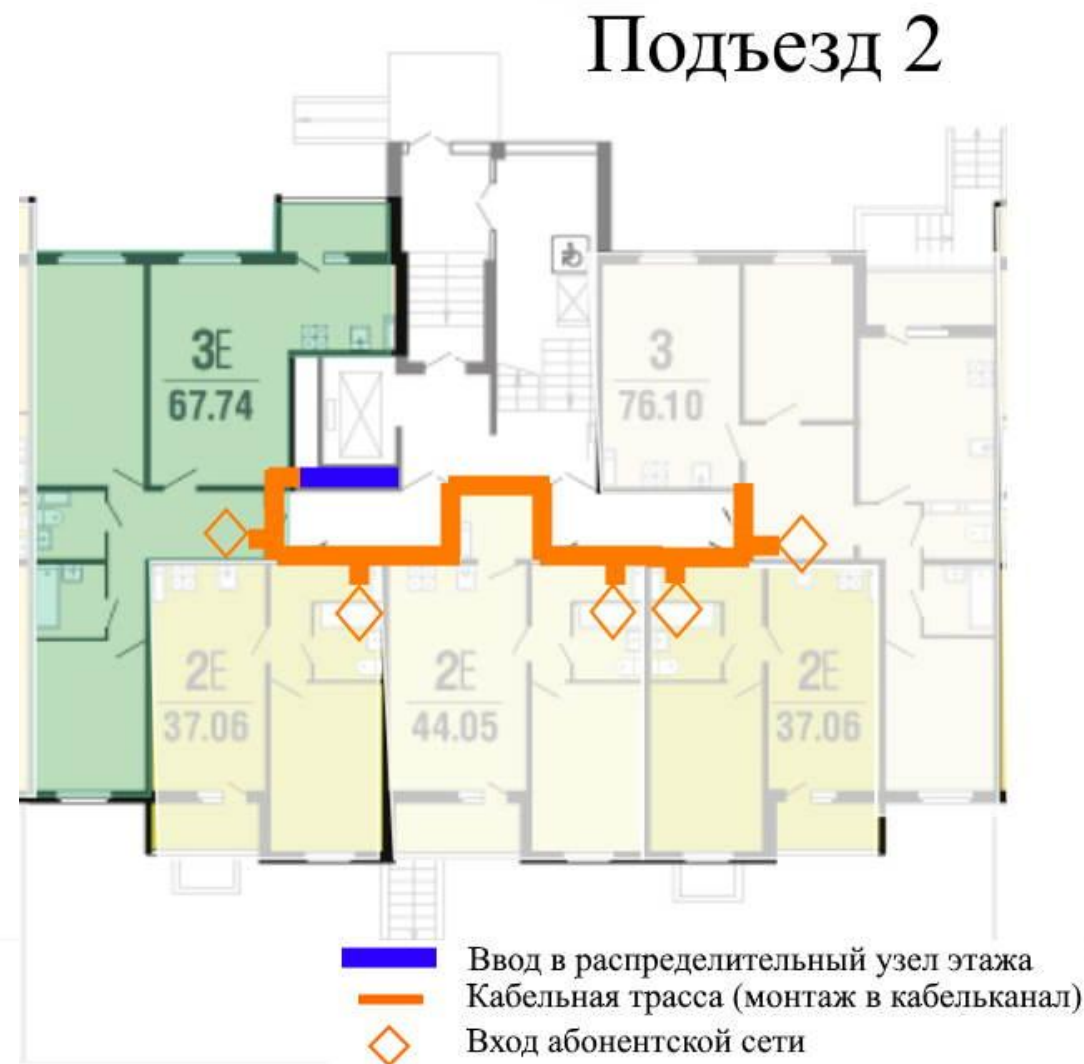 Подъезд 2
3Е
67.74
3
76.10
2Е
37.06
2Е
44.05
2Е
37.06
Ввод в распределительный узел этажа
Кабельная трасса (монтаж в кабельканал)
Вход абонентской сети